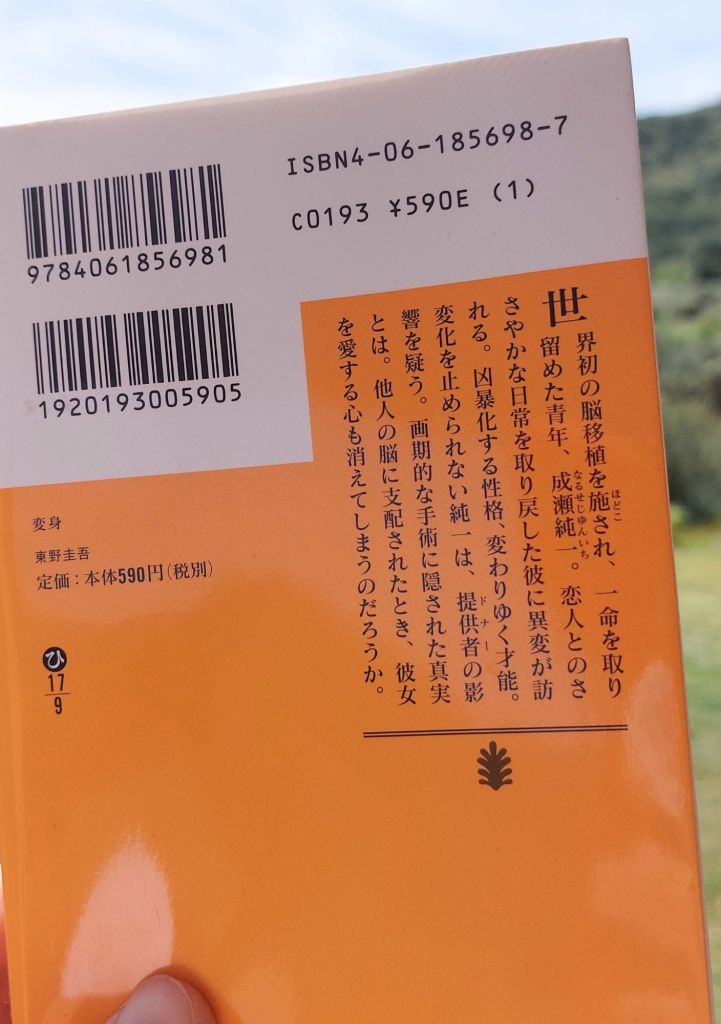 ISBN4-06-185698-7
C0193 ¥590E (1)
9784061856981
1920193005905
世界初の脳移植を施され、一命を取り
留めた青年、成瀬純一。恋人とのさ
さやかな日常を取り戻した彼に異変が訪
れる。凶暴化する性格、変わりゆく才能。
変化を止められない純一は、提供者の影
響を疑う。画期的な手術に隠された真実
とは。他人の脳に支配されたとき、彼女
を愛する心も消えてしまうのだろうか。
ほどこ
なるせじゅんいち
ドナー
変身
東野圭吾
定価:本体590円(税別)
ひ
17
9